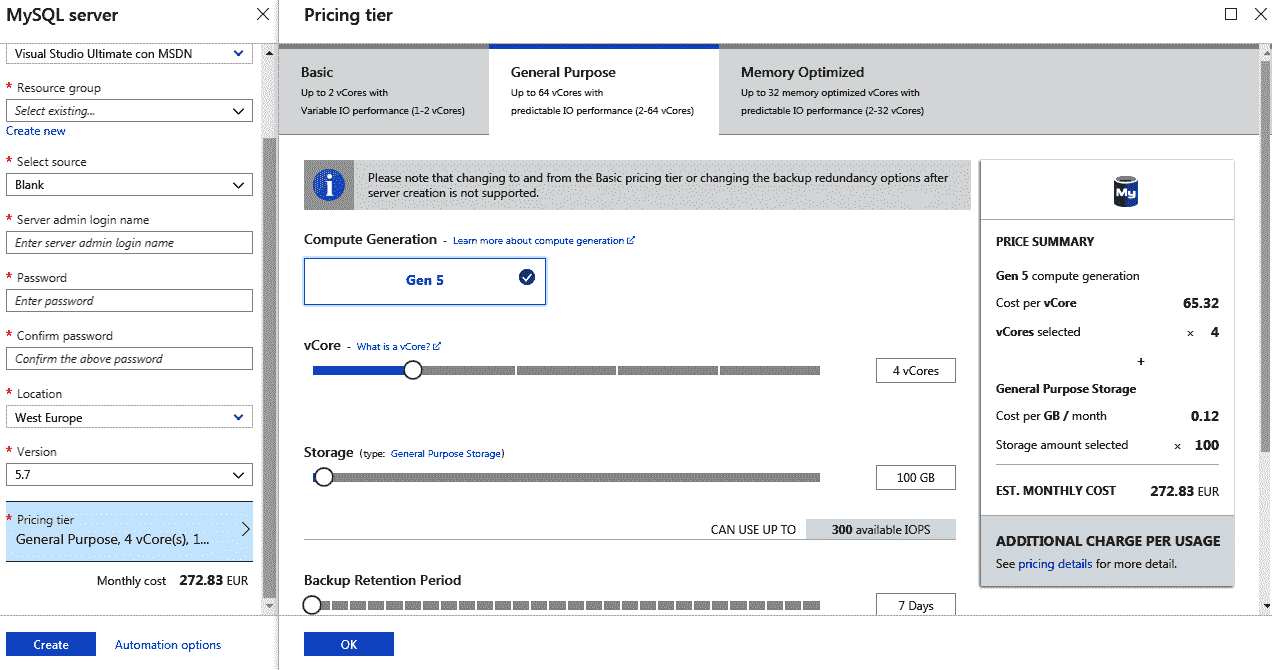 MySQL server
Visual Studio Ultimate con MSDN
* Resource group
Select existing...
Create new
* Select source
Blank
* Server admin login name
Enter server admin login name
* Password
Enter password
* Confirm password
Confirm the above password
* Location
West Europe
* Version
5.7
* Pricing tier
General Purpose, 4 vCore(s), 1...
Monthly cost 272.83 EUR
Create
Automation options
Pricing tier
Basic
Up to 2 vCores with
Variable IO performance (1-2 vCores)
General Purpose
Up to 64 vCores with
predictable IO performance (2-64 vCores)
Memory Optimized
Up to 32 memory optimized vCores with
predictable IO performance (2-32 vCores)
Please note that changing to and from the Basic pricing tier or changing the backup redundancy options after
server creation is not supported.
Compute Generation - Learn more about compute generation
Gen 5
vCore - What is a vCore?
4 vCores
Storage (type: General Purpose Storage)
100 GB
CAN USE UP TO 300 available IOPS
Backup Retention Period
7 Days
OK
My
PRICE SUMMARY
Gen 5 compute generation
Cost per vCore 65.32
vCores selected × 4
+
General Purpose Storage
Cost per GB / month 0.12
Storage amount selected × 100
EST. MONTHLY COST 272.83 EUR
ADDITIONAL CHARGE PER USAGE
See pricing details for more detail.